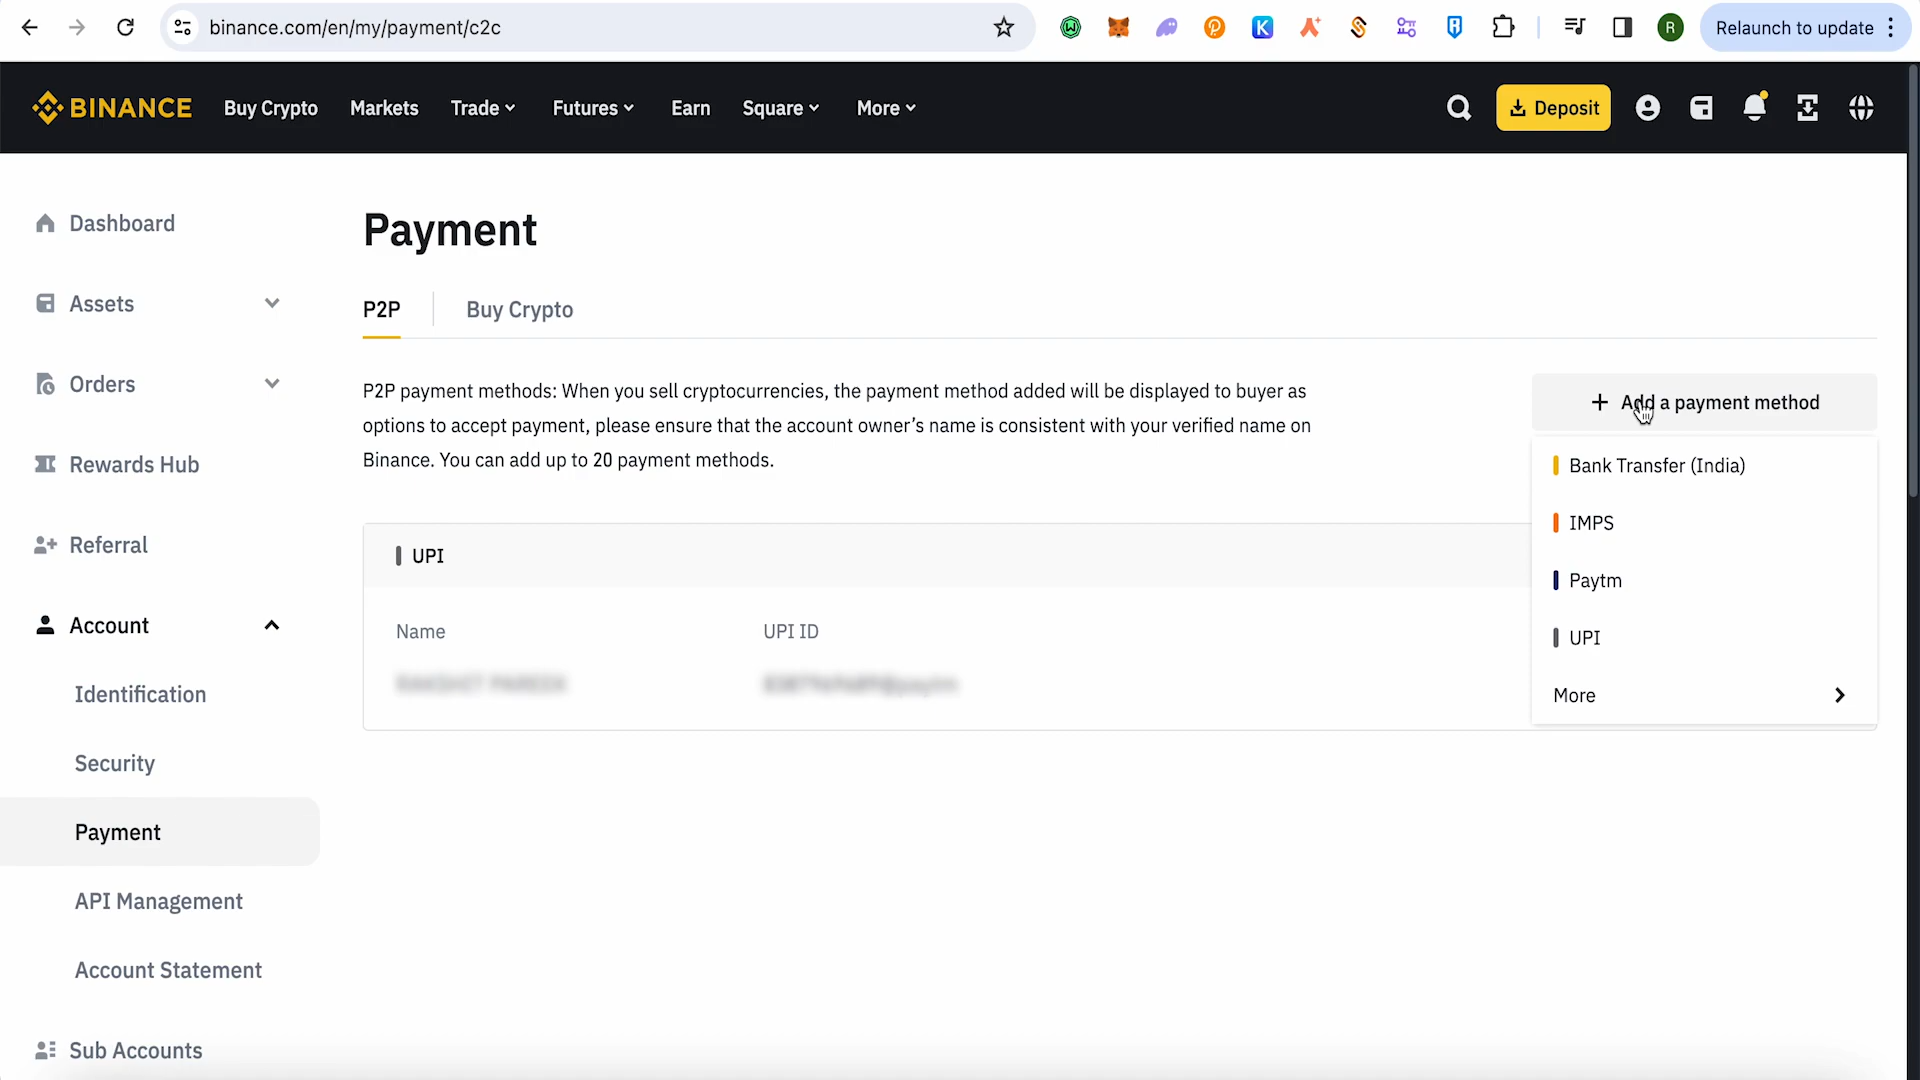 binance.com/en/my/payment/c2c
R
Relaunch to update
BINANCE
Buy Crypto
Markets
Trade
Futures
Earn
Square
More
Deposit
Dashboard
Assets
Orders
Rewards Hub
Referral
Account
Identification
Security
Payment
API Management
Account Statement
Sub Accounts
Payment
P2P
Buy Crypto
P2P payment methods: When you sell cryptocurrencies, the payment method added will be displayed to buyer as
options to accept payment, please ensure that the account owner’s name is consistent with your verified name on
Binance. You can add up to 20 payment methods.
+ Add a payment method
Bank Transfer (India)
IMPS
Paytm
UPI
More
UPI
Name
UPI ID